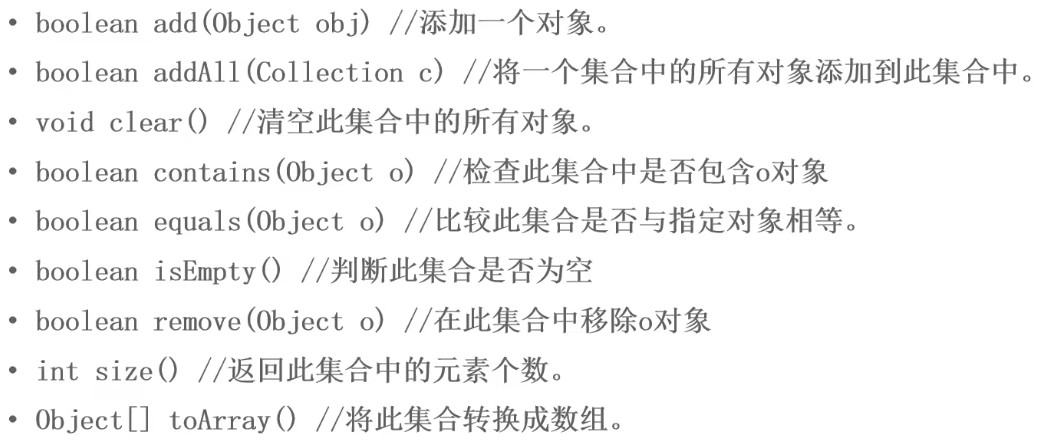 • boolean add(Object obj) //添加一个对象。
• boolean addAll(Collection c) //将一个集合中的所有对象添加到此集合中。
• void clear() //清空此集合中的所有对象。
• boolean contains(Object o) //检查此集合中是否包含o对象
• boolean equals(Object o) //比较此集合是否与指定对象相等。
• boolean isEmpty() //判断此集合是否为空
• boolean remove(Object o) //在此集合中移除o对象
• int size() //返回此集合中的元素个数。
• Object[] toArray() //将此集合转换成数组。